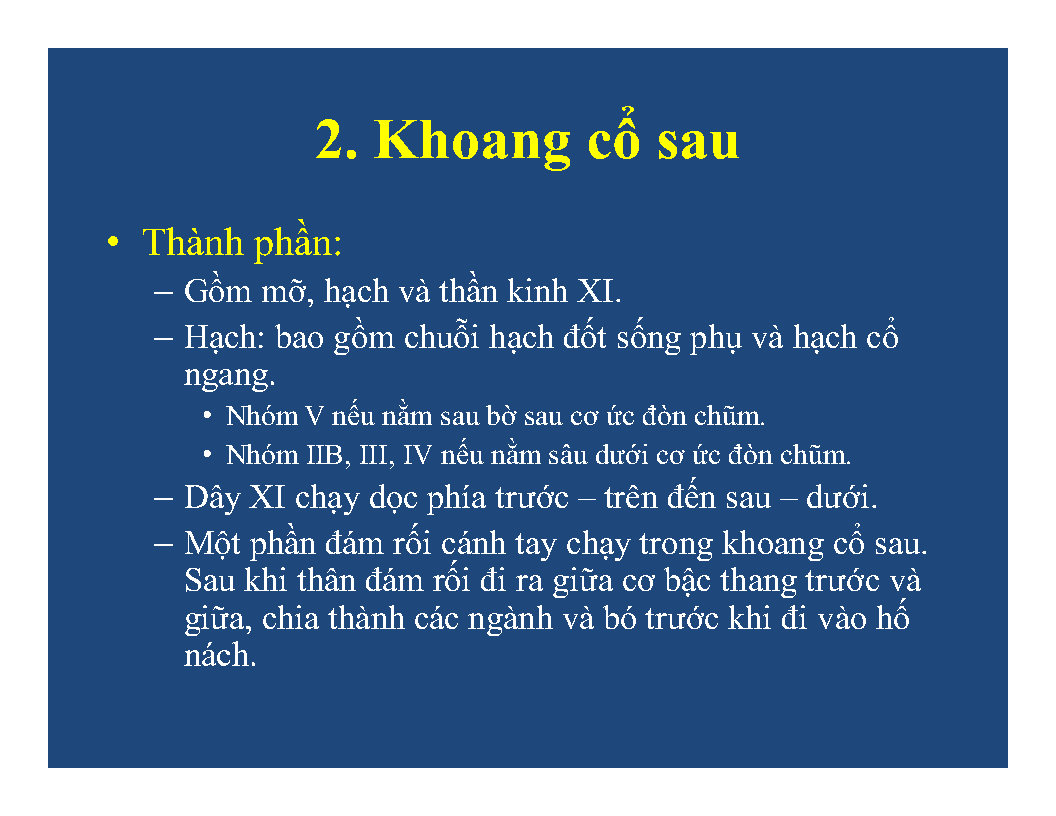 2. Khoang cổ sau
• Thành phần:
– Gồm mỡ, hạch và thần kinh XI.
– Hạch: bao gồm chuỗi hạch đốt sống phụ và hạch cổ
ngang.
• Nhóm V nếu nằm sau bờ sau cơ ức đòn chũm.
• Nhóm IIB, III, IV nếu nằm sâu dưới cơ ức đòn chũm.
– Dây XI chạy dọc phía trước – trên đến sau – dưới.
– Một phần đám rối cánh tay chạy trong khoang cổ sau.
Sau khi thân đám rối đi ra giữa cơ bậc thang trước và
giữa, chia thành các ngành và bó trước khi đi vào hố
nách.